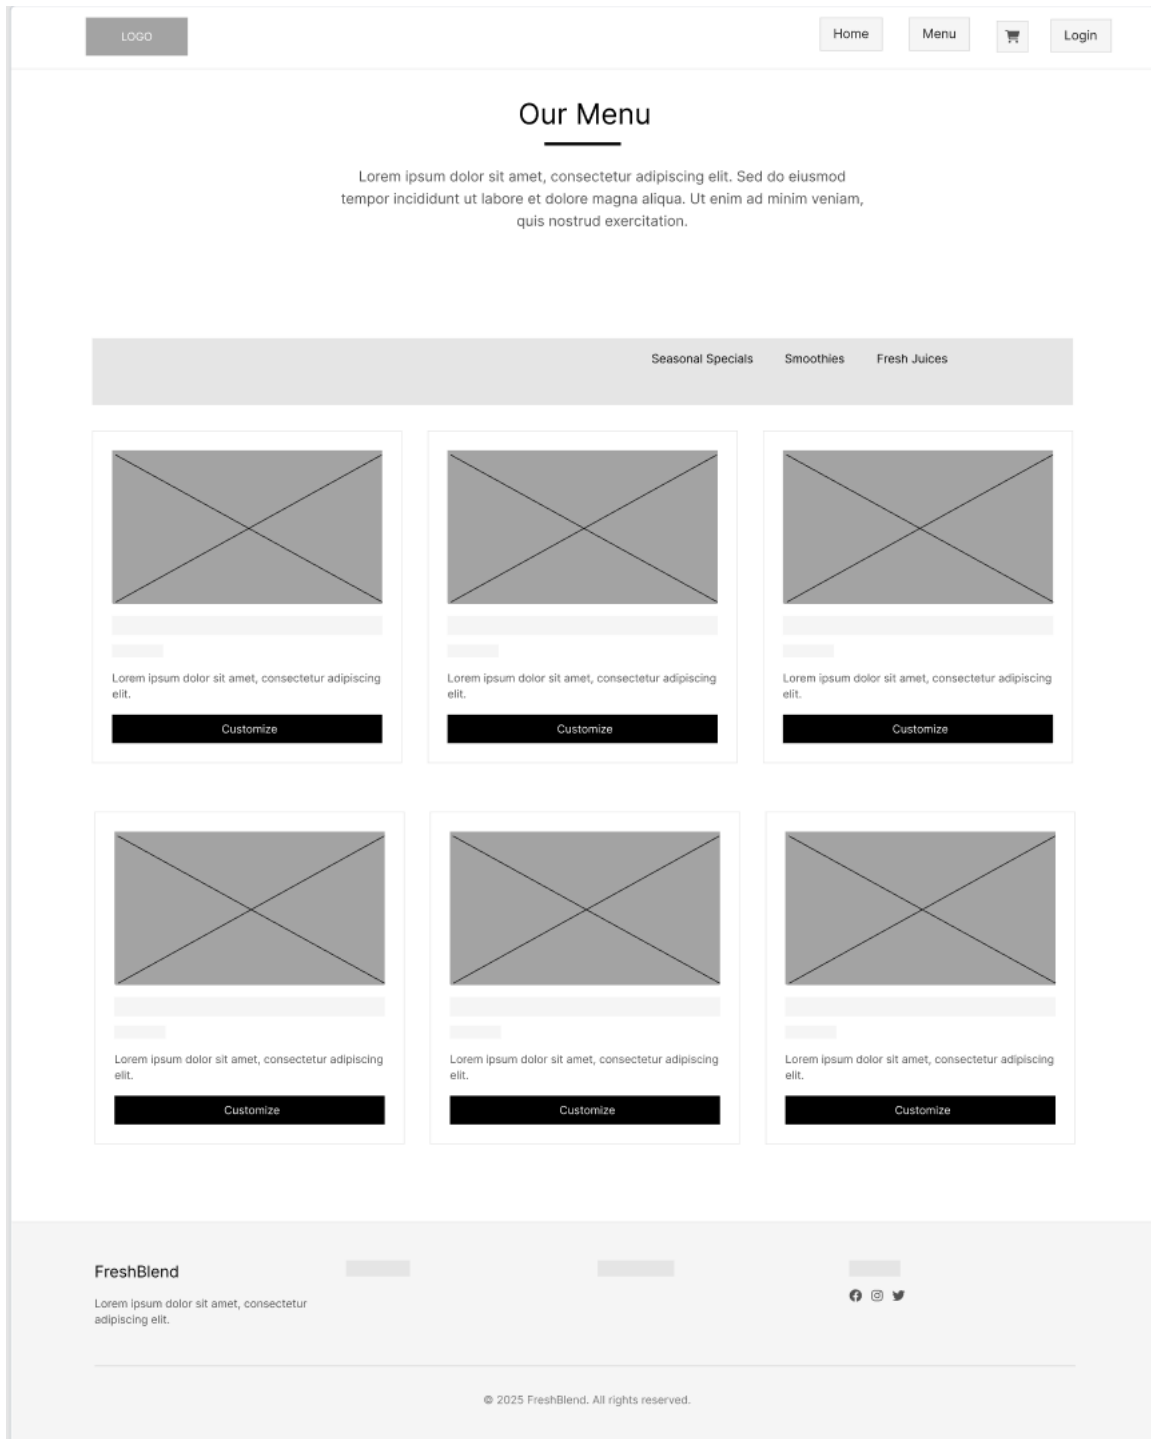 LOGO
Home
Menu
Login
Our Menu
Lorem ipsum dolor sit amet, consectetur adipiscing elit. Sed do eiusmod
tempor incididunt ut labore et dolore magna aliqua. Ut enim ad minim veniam,
quis nostrud exercitation.
Seasonal Specials
Smoothies
Fresh Juices
Lorem ipsum dolor sit amet, consectetur adipiscing
elit.
Customize
Lorem ipsum dolor sit amet, consectetur adipiscing
elit.
Customize
Lorem ipsum dolor sit amet, consectetur adipiscing
elit.
Customize
Lorem ipsum dolor sit amet, consectetur adipiscing
elit.
Customize
Lorem ipsum dolor sit amet, consectetur adipiscing
elit.
Customize
Lorem ipsum dolor sit amet, consectetur adipiscing
elit.
Customize
FreshBlend
Lorem ipsum dolor sit amet, consectetur
adipiscing elit.
© 2025 FreshBlend. All rights reserved.